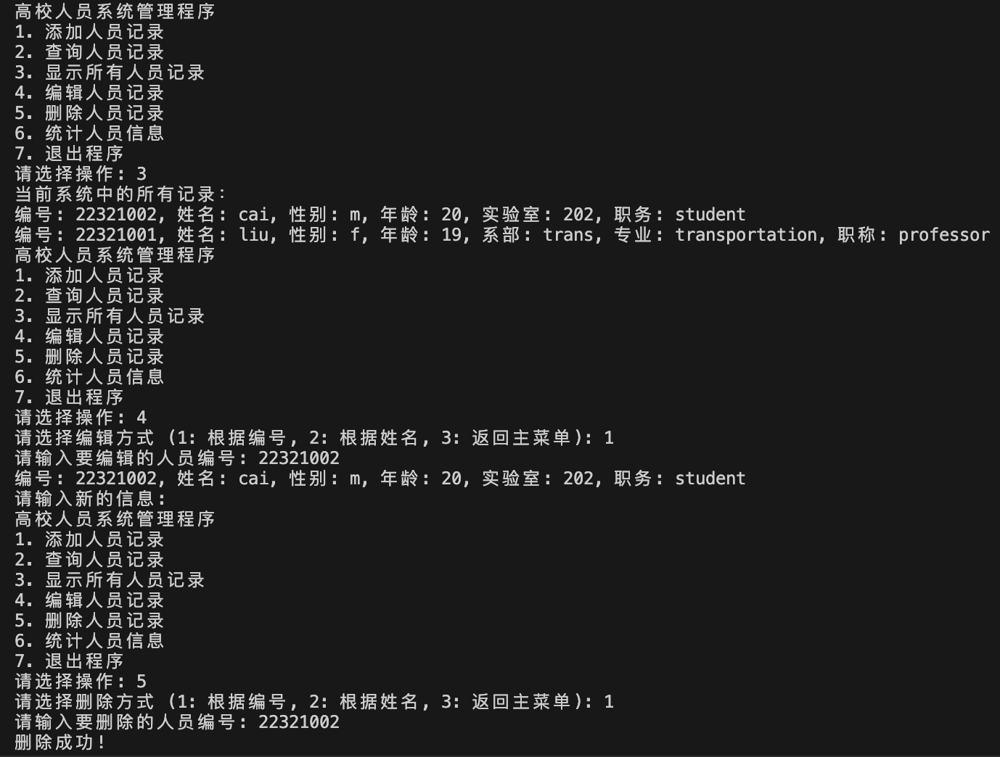 高校人员系统管理程序
1. 添加人员记录
2. 查询人员记录
3. 显示所有人员记录
4. 编辑人员记录
5. 删除人员记录
6. 统计人员信息
7. 退出程序
请选择操作: 3
当前系统中的所有记录:
编号: 22321002, 姓名: cai, 性别: m, 年龄: 20, 实验室: 202, 职务: student
编号: 22321001, 姓名: liu, 性别: f, 年龄: 19, 系部: trans, 专业: transportation, 职称: professor
高校人员系统管理程序
1. 添加人员记录
2. 查询人员记录
3. 显示所有人员记录
4. 编辑人员记录
5. 删除人员记录
6. 统计人员信息
7. 退出程序
请选择操作: 4
请选择编辑方式 (1: 根据编号, 2: 根据姓名, 3: 返回主菜单): 1
请输入要编辑的人员编号: 22321002
编号: 22321002, 姓名: cai, 性别: m, 年龄: 20, 实验室: 202, 职务: student
请输入新的信息:
高校人员系统管理程序
1. 添加人员记录
2. 查询人员记录
3. 显示所有人员记录
4. 编辑人员记录
5. 删除人员记录
6. 统计人员信息
7. 退出程序
请选择操作: 5
请选择删除方式 (1: 根据编号, 2: 根据姓名, 3: 返回主菜单): 1
请输入要删除的人员编号: 22321002
删除成功!